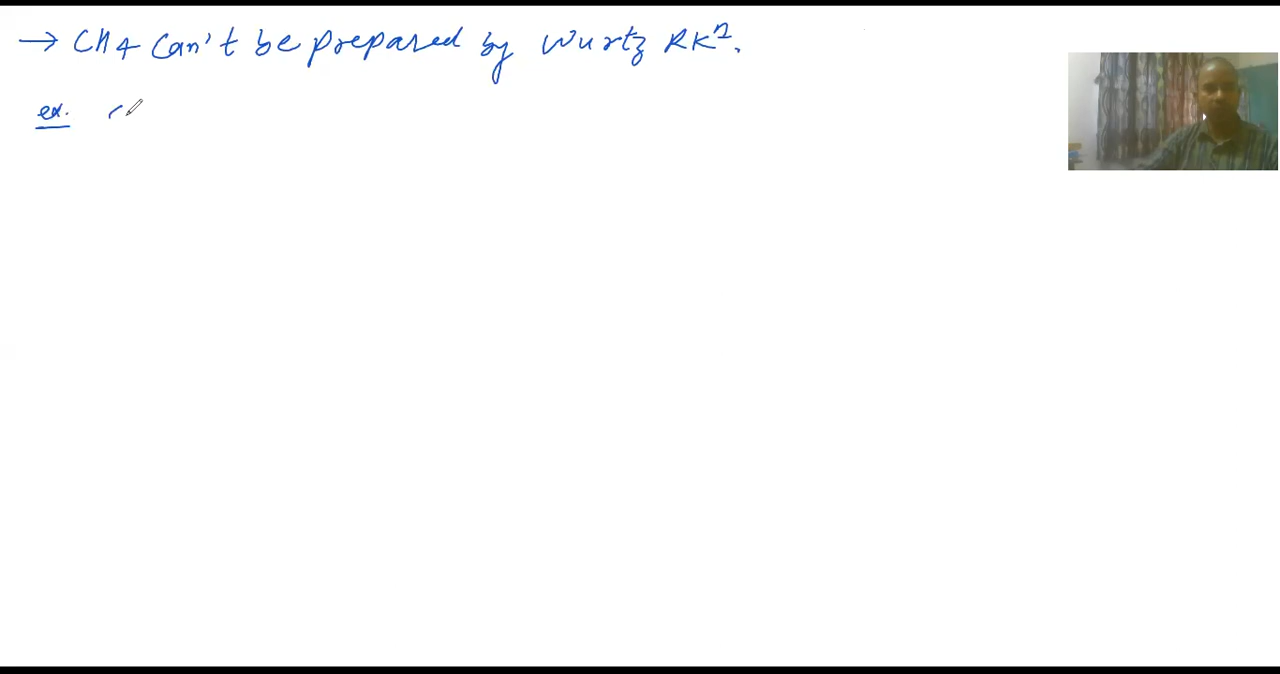 → CH4 can't be prepared by Wurtz RXⁿ.
ex. (